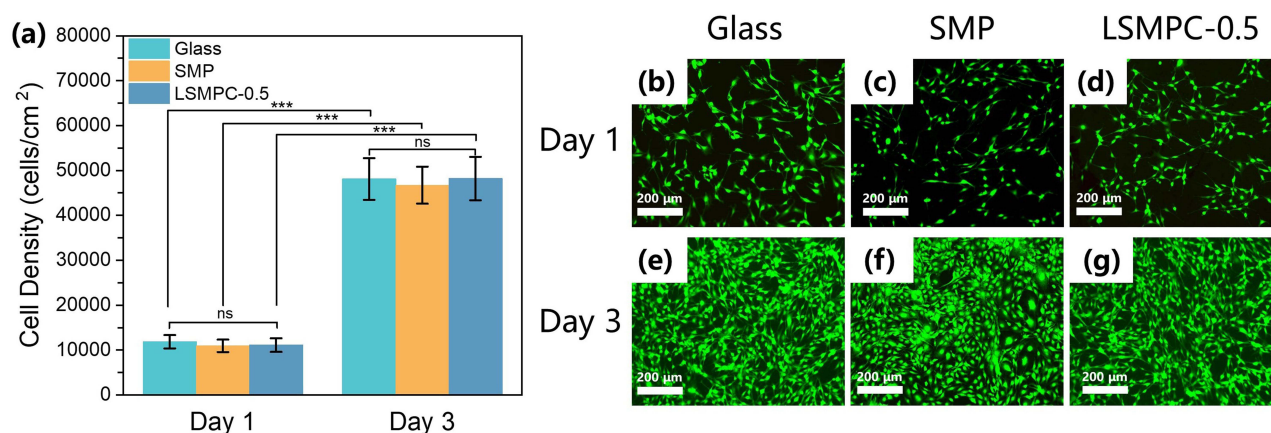 (a)
Cell Density (cells/cm²)
80000
70000
60000
50000
40000
30000
20000
10000
0
Glass
SMP
LSMPC-0.5
***
***
***
ns
ns
Day 1
Day 3
Glass
SMP
LSMPC-0.5
Day 1
(b)
200 μm
(c)
200 μm
(d)
200 μm
Day 3
(e)
200 μm
(f)
200 μm
(g)
200 μm